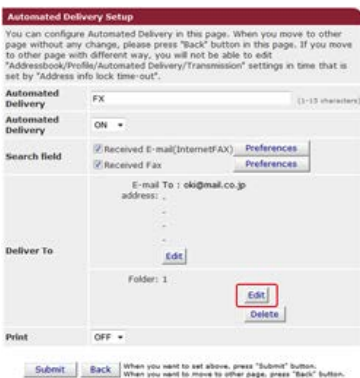 Automated Delivery Setup
You can configure Automated Delivery in this page. When you move to other
page without any change, please press "Back" button in this page. If you move
to other page with different way, you will not be able to edit
"Addressbook/Profile/Automated Delivery/Transmission" settings in time that is
set by "Address info lock time-out".
Automated Delivery FX (1-15 characters)
Automated Delivery ON
Search field Received E-mail(InternetFAX) Preferences
Received Fax Preferences
Deliver To
E-mail address: To : oki@mail.co.jp
Edit
Folder: 1
Edit
Delete
Print OFF
Submit Back When you want to set above, press "Submit" button.
When you want to move to other page, press "Back" button.